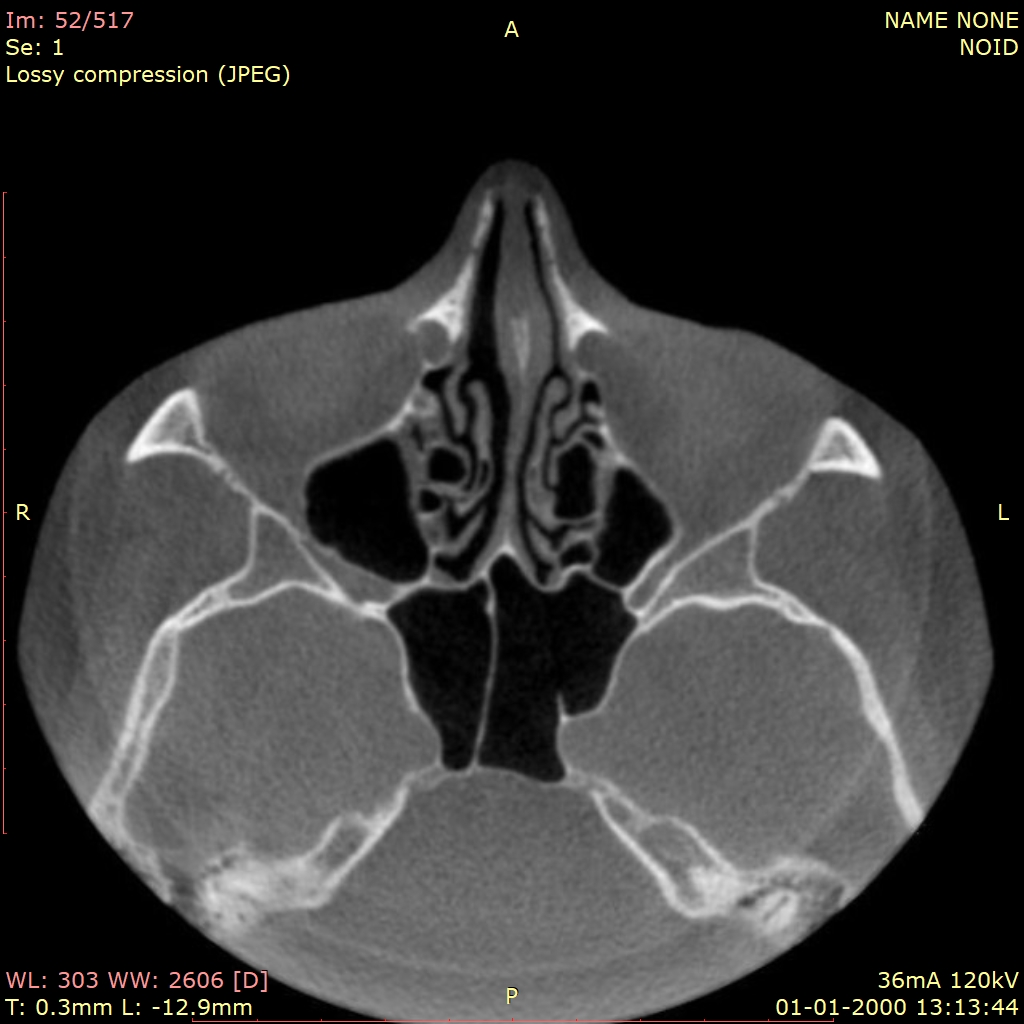 Im: 52/517
Se: 1
Lossy compression (JPEG)
A
NAME NONE
NOID
R
L
WL: 303 WW: 2606 [D]
T: 0.3mm L: -12.9mm
P
36mA 120kV
01-01-2000 13:13:44